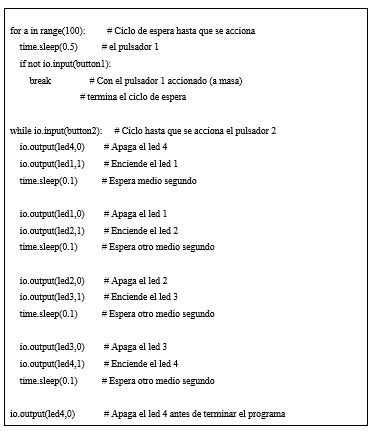 for a in range(100): # Ciclo de espera hasta que se acciona
time.sleep(0.5) # el pulsador 1
if not io.input(button1):
break # Con el pulsador 1 accionado (a masa)
# termina el ciclo de espera
while io.input(button2): # Ciclo hasta que se acciona el pulsador 2
io.output(led4,0) # Apaga el led 4
io.output(led1,1) # Enciende el led 1
time.sleep(0.1) # Espera medio segundo
io.output(led1,0) # Apaga el led 1
io.output(led2,1) # Enciende el led 2
time.sleep(0.1) # Espera otro medio segundo
io.output(led2,0) # Apaga el led 2
io.output(led3,1) # Enciende el led 3
time.sleep(0.1) # Espera otro medio segundo
io.output(led3,0) # Apaga el led 3
io.output(led4,1) # Enciende el led 4
time.sleep(0.1) # Espera otro medio segundo
io.output(led4,0) # Apaga el led 4 antes de terminar el programa